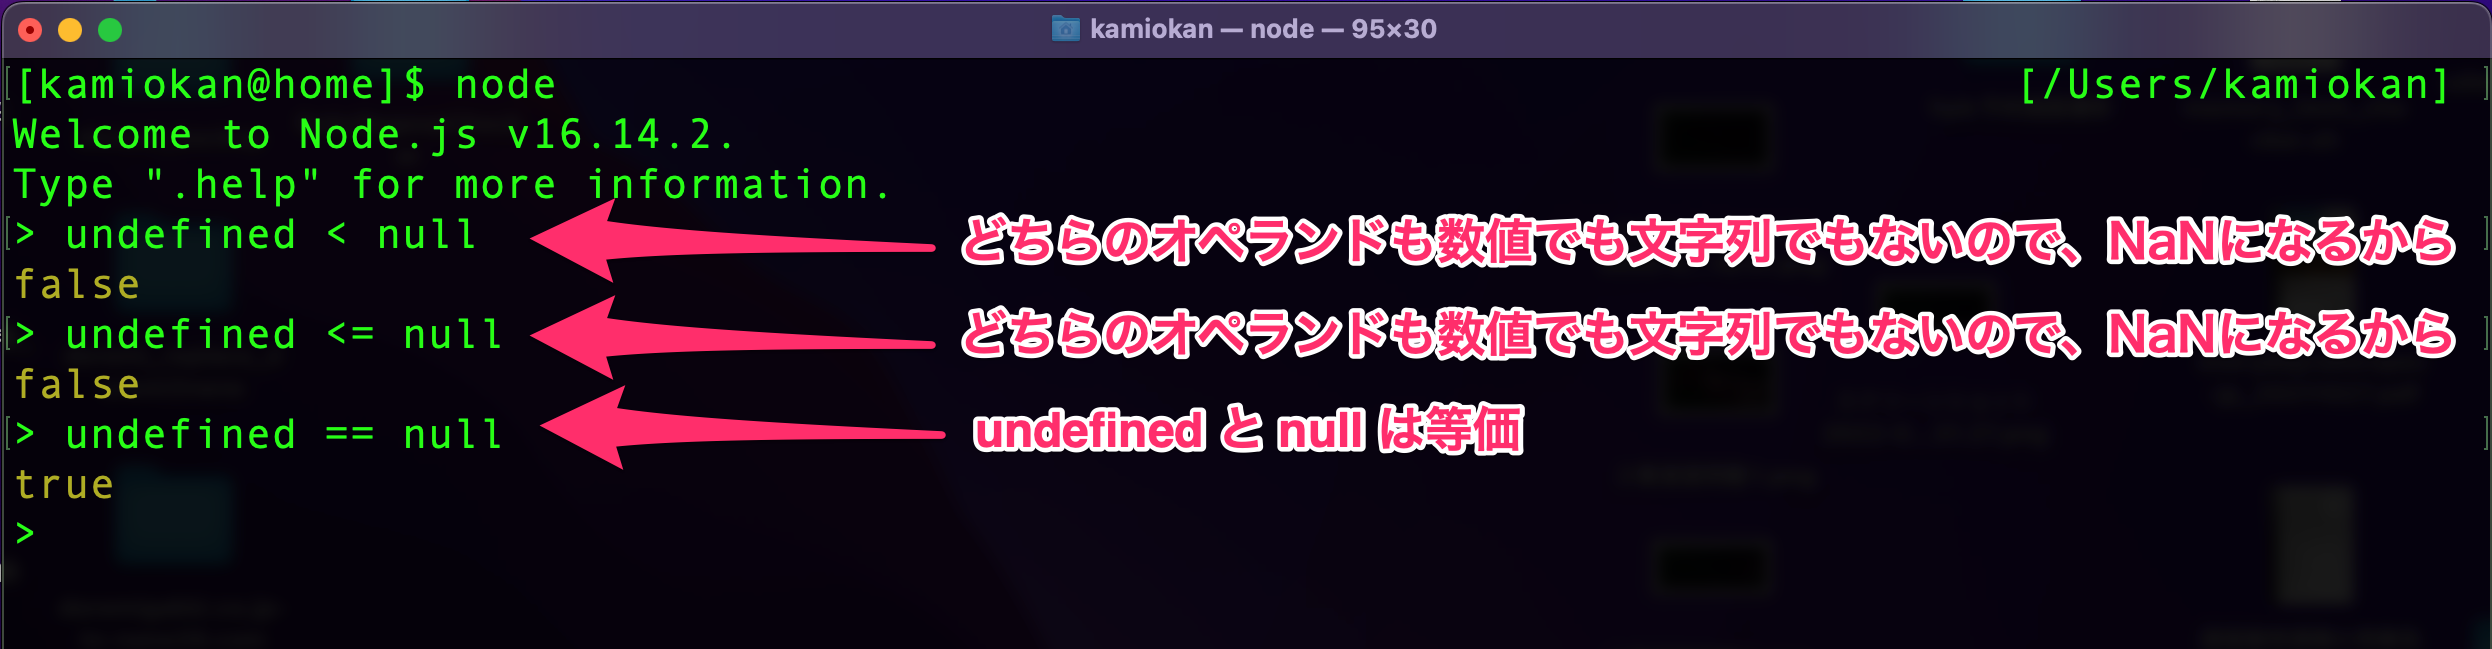 kamiokan — node — 95×30
[kamiokan@home]$ node [/Users/kamiokan]
Welcome to Node.js v16.14.2.
Type ".help" for more information.
> undefined < null どちらのオペランドも数値でも文字列でもないので、NaNになるから
false
> undefined <= null どちらのオペランドも数値でも文字列でもないので、NaNになるから
false
> undefined == null undefined と null は等価
true
>